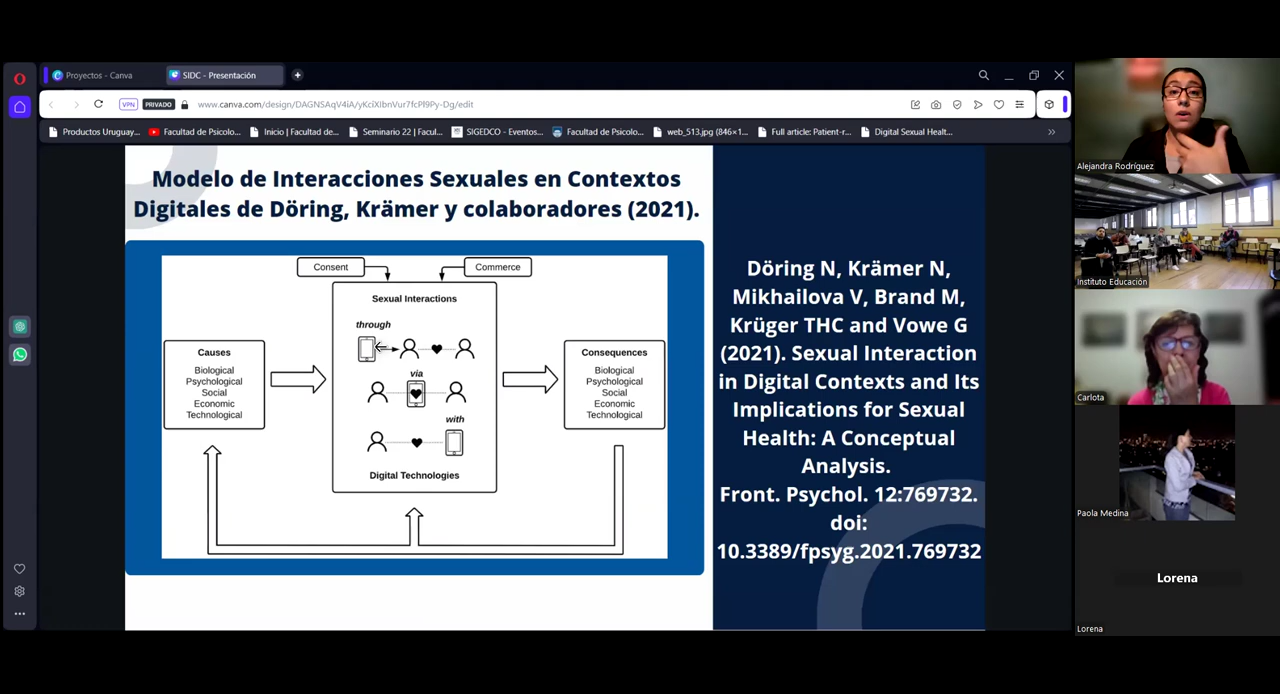 Proyectos - Canva
SIDC - Presentación
VPN
PRIVADO
www.canva.com/design/DAGNSAqV4iA/yKciXIbnVur7fcPl9Py-Dg/edit
Productos Uruguay...
Facultad de Psicolo...
Inicio | Facultad de...
Seminario 22 | Facul...
SIGEDCO - Eventos...
Facultad de Psicolo...
web_513.jpg (846×1...
Full article: Patient-r...
Digital Sexual Healt...
Modelo de Interacciones Sexuales en Contextos
Digitales de Döring, Krämer y colaboradores (2021).
Consent
Commerce
Sexual Interactions
through
via
with
Digital Technologies
Causes
Biological
Psychological
Social
Economic
Technological
Consequences
Biological
Psychological
Social
Economic
Technological
Döring N, Krämer N,
Mikhailova V, Brand M,
Krüger THC and Vowe G
(2021). Sexual Interaction
in Digital Contexts and Its
Implications for Sexual
Health: A Conceptual
Analysis.
Front. Psychol. 12:769732.
doi:
10.3389/fpsyg.2021.769732
Alejandra Rodríguez
Instituto Educación
Carlota
Paola Medina
Lorena
Lorena